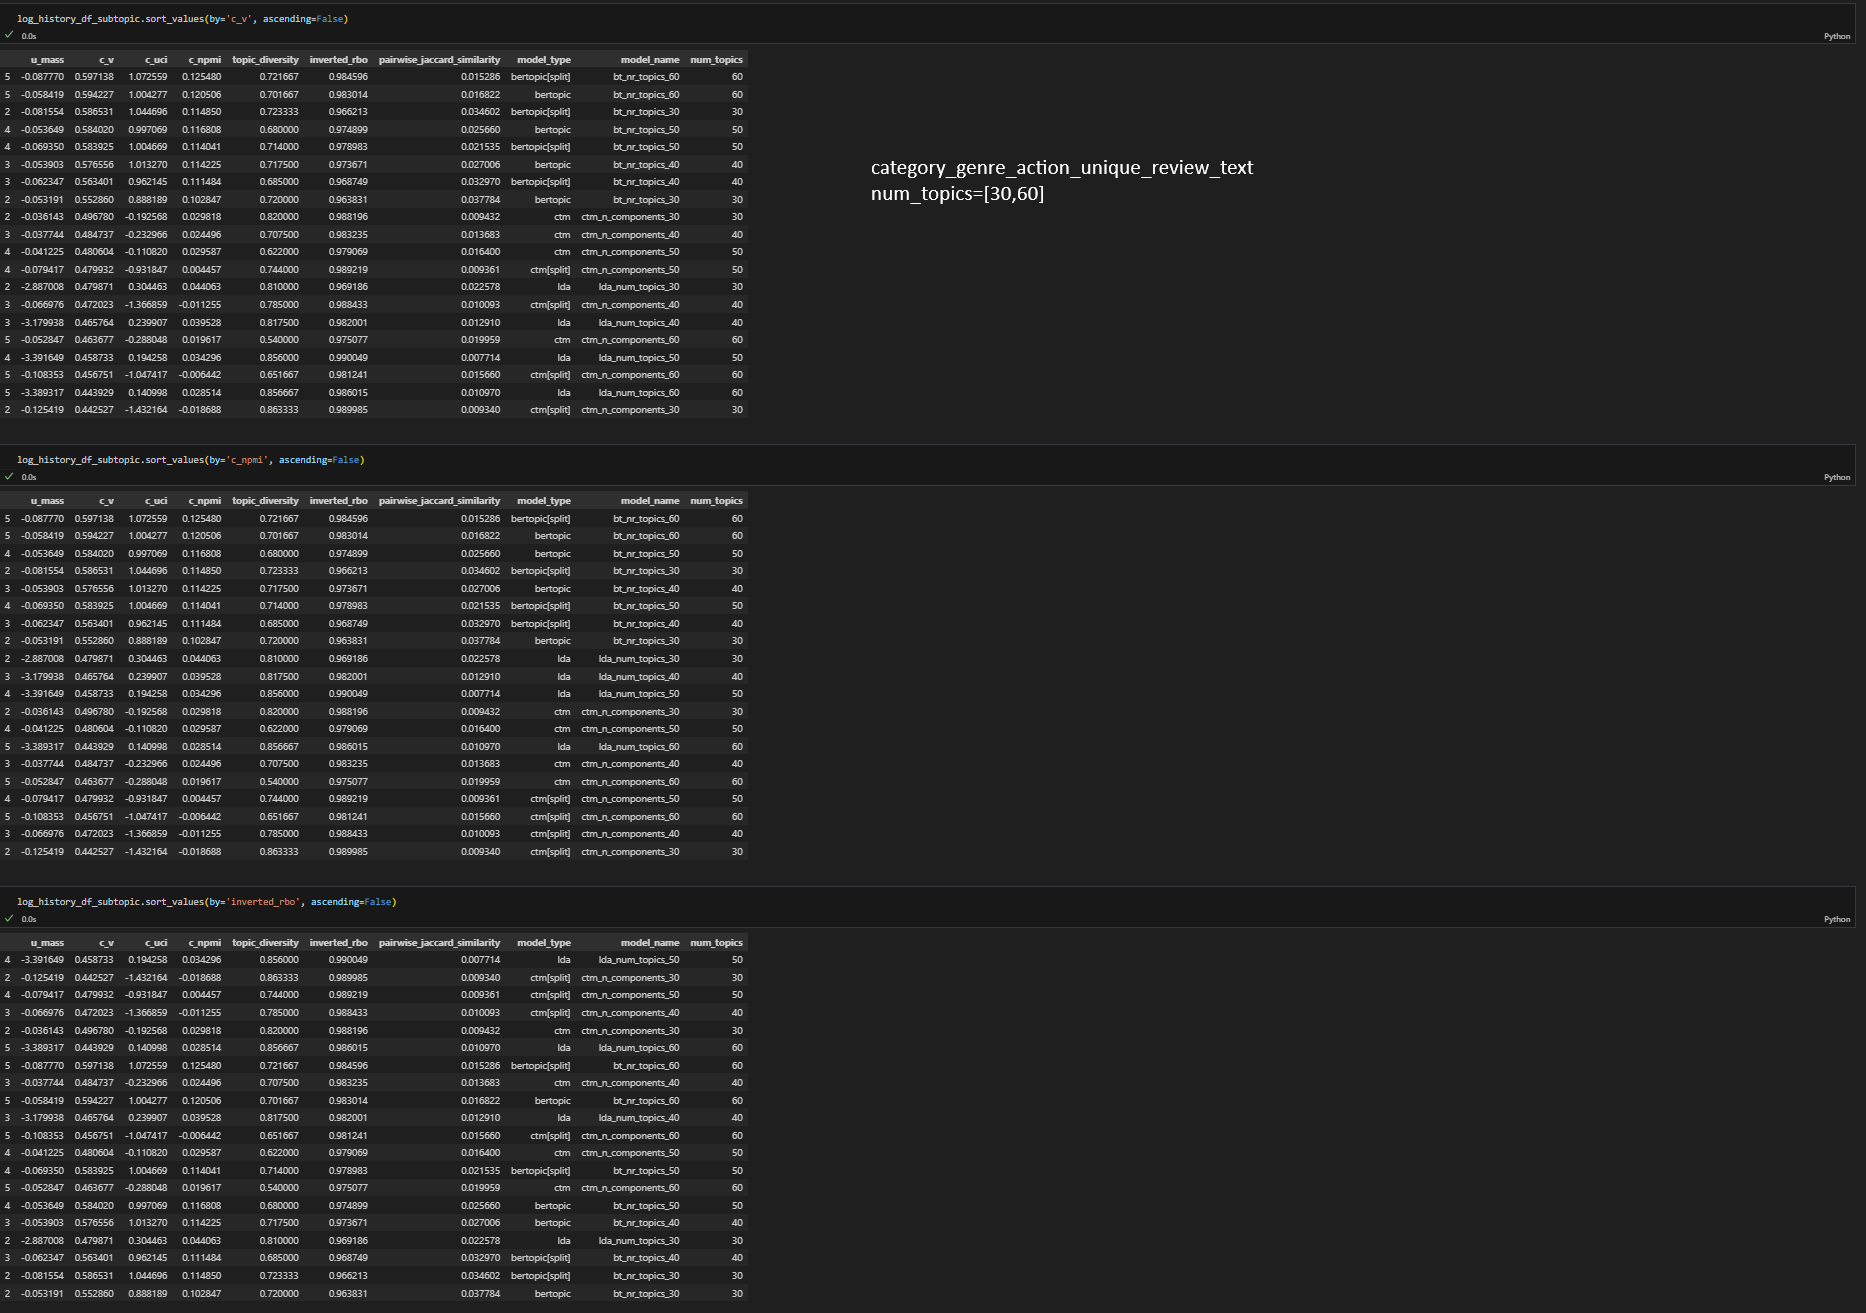 log_history_df_subtopic.sort_values(by='c_v', ascending=False)
0.0s
Python
u_mass c_v c_uci c_npmi topic_diversity inverted_rbo pairwise_jaccard_similarity model_type model_name num_topics
5 -0.087770 0.597138 1.072559 0.125480 0.721667 0.984596 0.015286 bertopic[split] bt_nr_topics_60 60
5 -0.058419 0.594227 1.004277 0.120506 0.701667 0.983014 0.016822 bertopic bt_nr_topics_60 60
2 -0.081554 0.586531 1.044696 0.114850 0.723333 0.966213 0.034602 bertopic[split] bt_nr_topics_30 30
4 -0.053649 0.584020 0.997069 0.116808 0.680000 0.974899 0.025660 bertopic bt_nr_topics_50 50
4 -0.069350 0.583925 1.004669 0.114041 0.714000 0.978983 0.021535 bertopic[split] bt_nr_topics_50 50
3 -0.053903 0.576556 1.013270 0.114225 0.717500 0.973671 0.027006 bertopic bt_nr_topics_40 40
3 -0.062347 0.563401 0.962145 0.111484 0.685000 0.968749 0.032970 bertopic[split] bt_nr_topics_40 40
2 -0.053191 0.552860 0.888189 0.102847 0.720000 0.963831 0.037784 bertopic bt_nr_topics_30 30
2 -0.036143 0.496780 -0.192568 0.029818 0.820000 0.988196 0.009432 ctm ctm_n_components_30 30
3 -0.037744 0.484737 -0.232966 0.024496 0.707500 0.983235 0.013683 ctm ctm_n_components_40 40
4 -0.041225 0.480604 -0.110820 0.029587 0.622000 0.979069 0.016400 ctm ctm_n_components_50 50
4 -0.079417 0.479932 -0.931847 0.004457 0.744000 0.989219 0.009361 ctm[split] ctm_n_components_50 50
2 -2.887008 0.479871 0.304463 0.044063 0.810000 0.969186 0.022578 lda lda_num_topics_30 30
3 -0.066976 0.472023 -1.366859 -0.011255 0.785000 0.988433 0.010093 ctm[split] ctm_n_components_40 40
3 -3.179938 0.465764 0.239907 0.039528 0.817500 0.982001 0.012910 lda lda_num_topics_40 40
5 -0.052847 0.463677 -0.288048 0.019617 0.540000 0.975077 0.019959 ctm ctm_n_components_60 60
4 -3.391649 0.458733 0.194258 0.034296 0.856000 0.990049 0.007714 lda lda_num_topics_50 50
5 -0.108353 0.456751 -1.047417 -0.006442 0.651667 0.981241 0.015660 ctm[split] ctm_n_components_60 60
5 -3.389317 0.443929 0.140998 0.028514 0.856667 0.986015 0.010970 lda lda_num_topics_60 60
2 -0.125419 0.442527 -1.432164 -0.018688 0.863333 0.989985 0.009340 ctm[split] ctm_n_components_30 30
category_genre_action_unique_review_text
num_topics=[30,60]
log_history_df_subtopic.sort_values(by='c_npmi', ascending=False)
0.0s
Python
u_mass c_v c_uci c_npmi topic_diversity inverted_rbo pairwise_jaccard_similarity model_type model_name num_topics
5 -0.087770 0.597138 1.072559 0.125480 0.721667 0.984596 0.015286 bertopic[split] bt_nr_topics_60 60
5 -0.058419 0.594227 1.004277 0.120506 0.701667 0.983014 0.016822 bertopic bt_nr_topics_60 60
4 -0.053649 0.584020 0.997069 0.116808 0.680000 0.974899 0.025660 bertopic bt_nr_topics_50 50
2 -0.081554 0.586531 1.044696 0.114850 0.723333 0.966213 0.034602 bertopic[split] bt_nr_topics_30 30
3 -0.053903 0.576556 1.013270 0.114225 0.717500 0.973671 0.027006 bertopic bt_nr_topics_40 40
4 -0.069350 0.583925 1.004669 0.114041 0.714000 0.978983 0.021535 bertopic[split] bt_nr_topics_50 50
3 -0.062347 0.563401 0.962145 0.111484 0.685000 0.968749 0.032970 bertopic[split] bt_nr_topics_40 40
2 -0.053191 0.552860 0.888189 0.102847 0.720000 0.963831 0.037784 bertopic bt_nr_topics_30 30
2 -2.887008 0.479871 0.304463 0.044063 0.810000 0.969186 0.022578 lda lda_num_topics_30 30
3 -3.179938 0.465764 0.239907 0.039528 0.817500 0.982001 0.012910 lda lda_num_topics_40 40
4 -3.391649 0.458733 0.194258 0.034296 0.856000 0.990049 0.007714 lda lda_num_topics_50 50
2 -0.036143 0.496780 -0.192568 0.029818 0.820000 0.988196 0.009432 ctm ctm_n_components_30 30
4 -0.041225 0.480604 -0.110820 0.029587 0.622000 0.979069 0.016400 ctm ctm_n_components_50 50
5 -3.389317 0.443929 0.140998 0.028514 0.856667 0.986015 0.010970 lda lda_num_topics_60 60
3 -0.037744 0.484737 -0.232966 0.024496 0.707500 0.983235 0.013683 ctm ctm_n_components_40 40
5 -0.052847 0.463677 -0.288048 0.019617 0.540000 0.975077 0.019959 ctm ctm_n_components_60 60
4 -0.079417 0.479932 -0.931847 0.004457 0.744000 0.989219 0.009361 ctm[split] ctm_n_components_50 50
5 -0.108353 0.456751 -1.047417 -0.006442 0.651667 0.981241 0.015660 ctm[split] ctm_n_components_60 60
3 -0.066976 0.472023 -1.366859 -0.011255 0.785000 0.988433 0.010093 ctm[split] ctm_n_components_40 40
2 -0.125419 0.442527 -1.432164 -0.018688 0.863333 0.989985 0.009340 ctm[split] ctm_n_components_30 30
log_history_df_subtopic.sort_values(by='inverted_rbo', ascending=False)
0.0s
Python
u_mass c_v c_uci c_npmi topic_diversity inverted_rbo pairwise_jaccard_similarity model_type model_name num_topics
4 -3.391649 0.458733 0.194258 0.034296 0.856000 0.990049 0.007714 lda lda_num_topics_50 50
2 -0.125419 0.442527 -1.432164 -0.018688 0.863333 0.989985 0.009340 ctm[split] ctm_n_components_30 30
4 -0.079417 0.479932 -0.931847 0.004457 0.744000 0.989219 0.009361 ctm[split] ctm_n_components_50 50
3 -0.066976 0.472023 -1.366859 -0.011255 0.785000 0.988433 0.010093 ctm[split] ctm_n_components_40 40
2 -0.036143 0.496780 -0.192568 0.029818 0.820000 0.988196 0.009432 ctm ctm_n_components_30 30
5 -3.389317 0.443929 0.140998 0.028514 0.856667 0.986015 0.010970 lda lda_num_topics_60 60
5 -0.087770 0.597138 1.072559 0.125480 0.721667 0.984596 0.015286 bertopic[split] bt_nr_topics_60 60
3 -0.037744 0.484737 -0.232966 0.024496 0.707500 0.983235 0.013683 ctm ctm_n_components_40 40
5 -0.058419 0.594227 1.004277 0.120506 0.701667 0.983014 0.016822 bertopic bt_nr_topics_60 60
3 -3.179938 0.465764 0.239907 0.039528 0.817500 0.982001 0.012910 lda lda_num_topics_40 40
5 -0.108353 0.456751 -1.047417 -0.006442 0.651667 0.981241 0.015660 ctm[split] ctm_n_components_60 60
4 -0.041225 0.480604 -0.110820 0.029587 0.622000 0.979069 0.016400 ctm ctm_n_components_50 50
4 -0.069350 0.583925 1.004669 0.114041 0.714000 0.978983 0.021535 bertopic[split] bt_nr_topics_50 50
5 -0.052847 0.463677 -0.288048 0.019617 0.540000 0.975077 0.019959 ctm ctm_n_components_60 60
4 -0.053649 0.584020 0.997069 0.116808 0.680000 0.974899 0.025660 bertopic bt_nr_topics_50 50
3 -0.053903 0.576556 1.013270 0.114225 0.717500 0.973671 0.027006 bertopic bt_nr_topics_40 40
2 -2.887008 0.479871 0.304463 0.044063 0.810000 0.969186 0.022578 lda lda_num_topics_30 30
3 -0.062347 0.563401 0.962145 0.111484 0.685000 0.968749 0.032970 bertopic[split] bt_nr_topics_40 40
2 -0.081554 0.586531 1.044696 0.114850 0.723333 0.966213 0.034602 bertopic[split] bt_nr_topics_30 30
2 -0.053191 0.552860 0.888189 0.102847 0.720000 0.963831 0.037784 bertopic bt_nr_topics_30 30